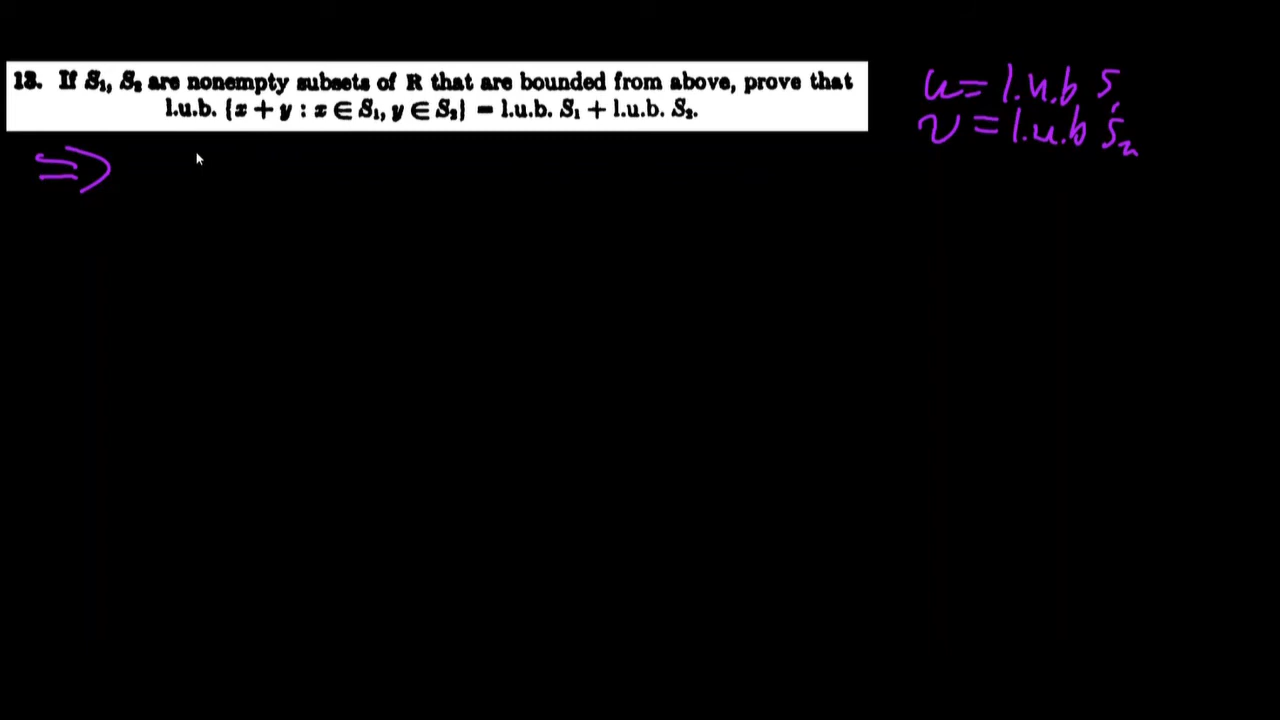 13. If S₁, S₂ are nonempty subsets of R that are bounded from above, prove that
l.u.b. {x + y : x ∈ S₁, y ∈ S₂} = l.u.b. S₁ + l.u.b. S₂.
u = l.u.b S₁
v = l.u.b S₂
⇒